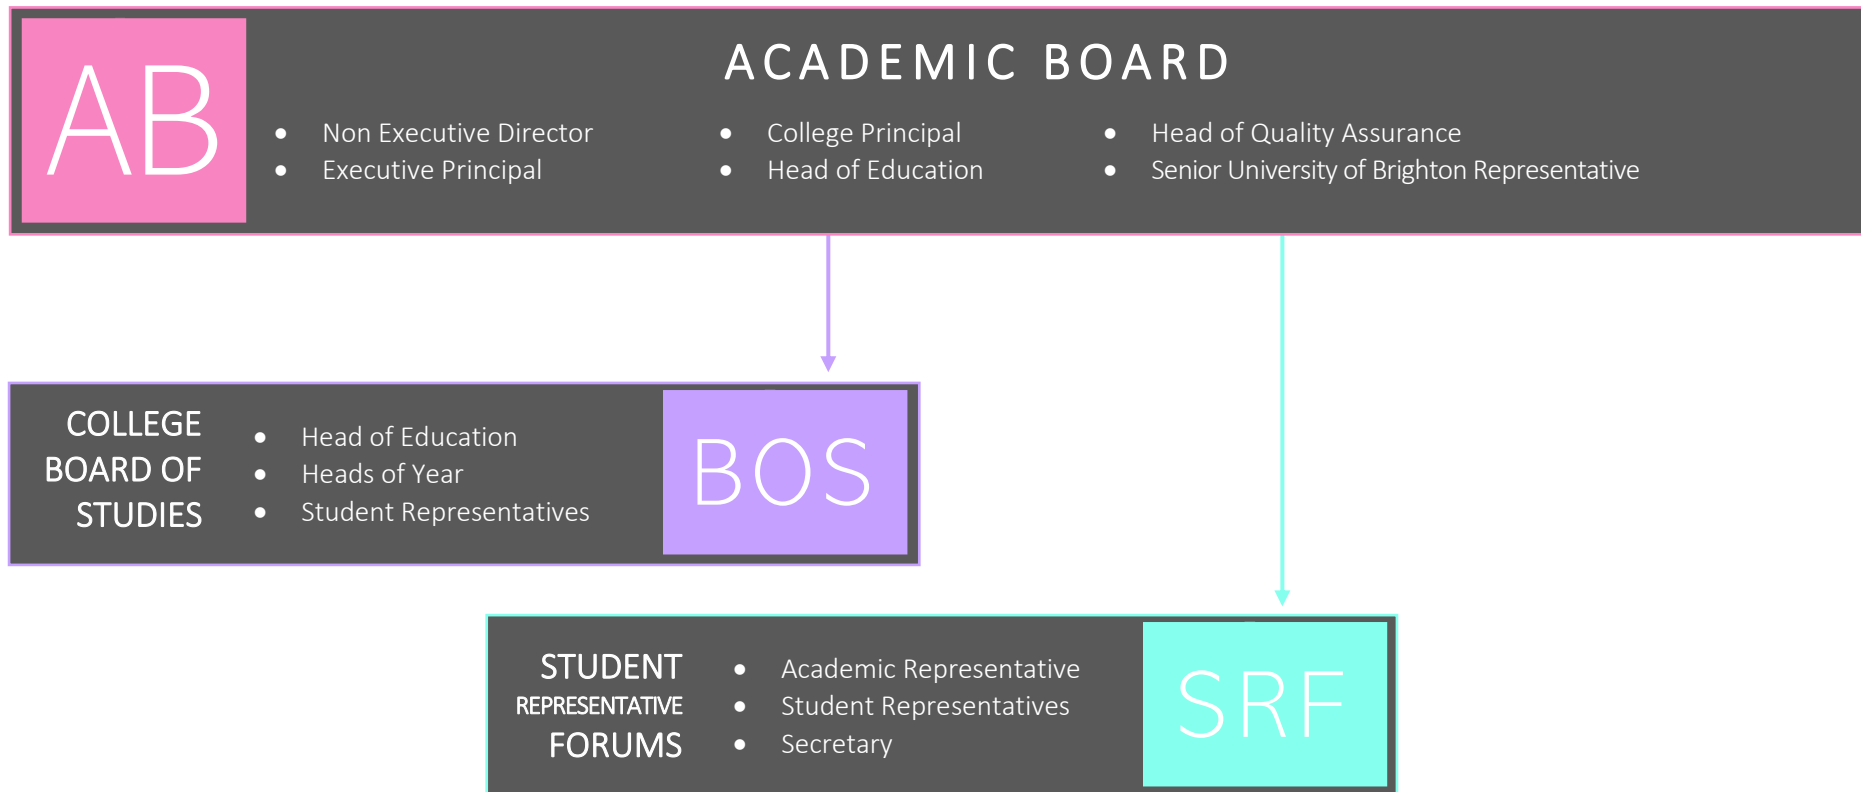 AB
ACADEMIC BOARD
• Non Executive Director
• Executive Principal
• College Principal
• Head of Education
• Head of Quality Assurance
• Senior University of Brighton Representative
COLLEGE
BOARD OF
STUDIES
• Head of Education
• Heads of Year
• Student Representatives
BOS
STUDENT
REPRESENTATIVE
FORUMS
• Academic Representative
• Student Representatives
• Secretary
SRF